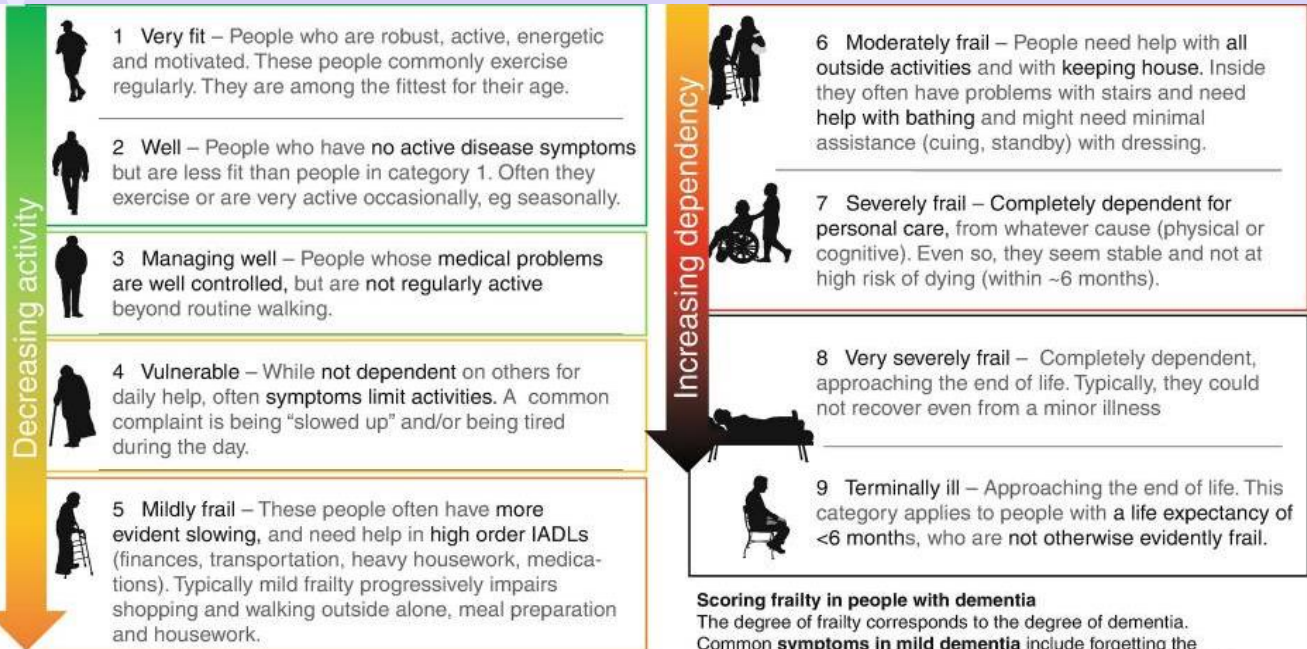 Decreasing activity
1 Very fit – People who are robust, active, energetic
and motivated. These people commonly exercise
regularly. They are among the fittest for their age.
2 Well – People who have no active disease symptoms
but are less fit than people in category 1. Often they
exercise or are very active occasionally, eg seasonally.
3 Managing well – People whose medical problems
are well controlled, but are not regularly active
beyond routine walking.
4 Vulnerable – While not dependent on others for
daily help, often symptoms limit activities. A common
complaint is being “slowed up” and/or being tired
during the day.
5 Mildly frail – These people often have more
evident slowing, and need help in high order IADLs
(finances, transportation, heavy housework, medica-
tions). Typically mild frailty progressively impairs
shopping and walking outside alone, meal preparation
and housework.
Increasing dependency
6 Moderately frail – People need help with all
outside activities and with keeping house. Inside
they often have problems with stairs and need
help with bathing and might need minimal
assistance (cuing, standby) with dressing.
7 Severely frail – Completely dependent for
personal care, from whatever cause (physical or
cognitive). Even so, they seem stable and not at
high risk of dying (within ~6 months).
8 Very severely frail – Completely dependent,
approaching the end of life. Typically, they could
not recover even from a minor illness
9 Terminally ill – Approaching the end of life. This
category applies to people with a life expectancy of
<6 months, who are not otherwise evidently frail.
Scoring frailty in people with dementia
The degree of frailty corresponds to the degree of dementia.
Common symptoms in mild dementia include forgetting the